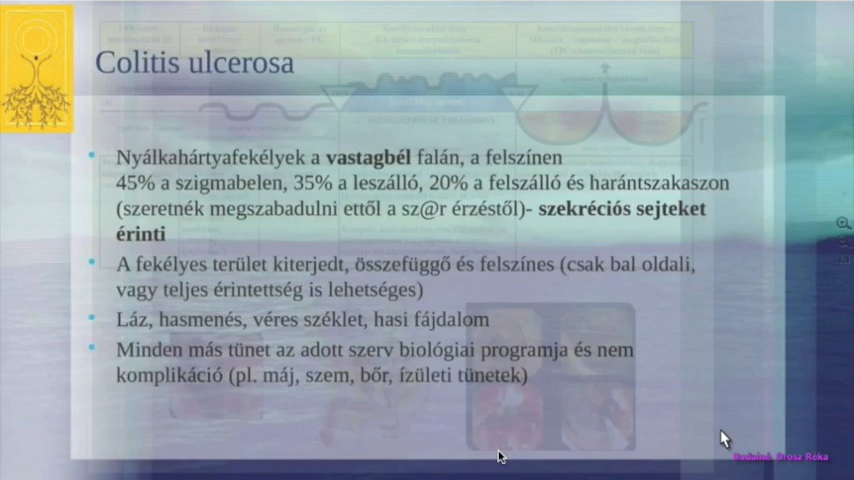 Colitis ulcerosa
Nyálkahártyafekélyek a vastagbél falán, a felszínen
45% a szigmabelen, 35% a leszálló, 20% a felszálló és harántszakaszon
(szeretnék megszabadulni ettől a sz@r érzéstől)- szekréciós sejteket
érinti
A fekélyes terület kiterjedt, összefüggő és felszínes (csak bal oldali,
vagy teljes érintettség is lehetséges)
Láz, hasmenés, véres széklet, hasi fájdalom
Minden más tünet az adott szerv biológiai programja és nem
komplikáció (pl. máj, szem, bőr, ízületi tünetek)
Orosz Réka